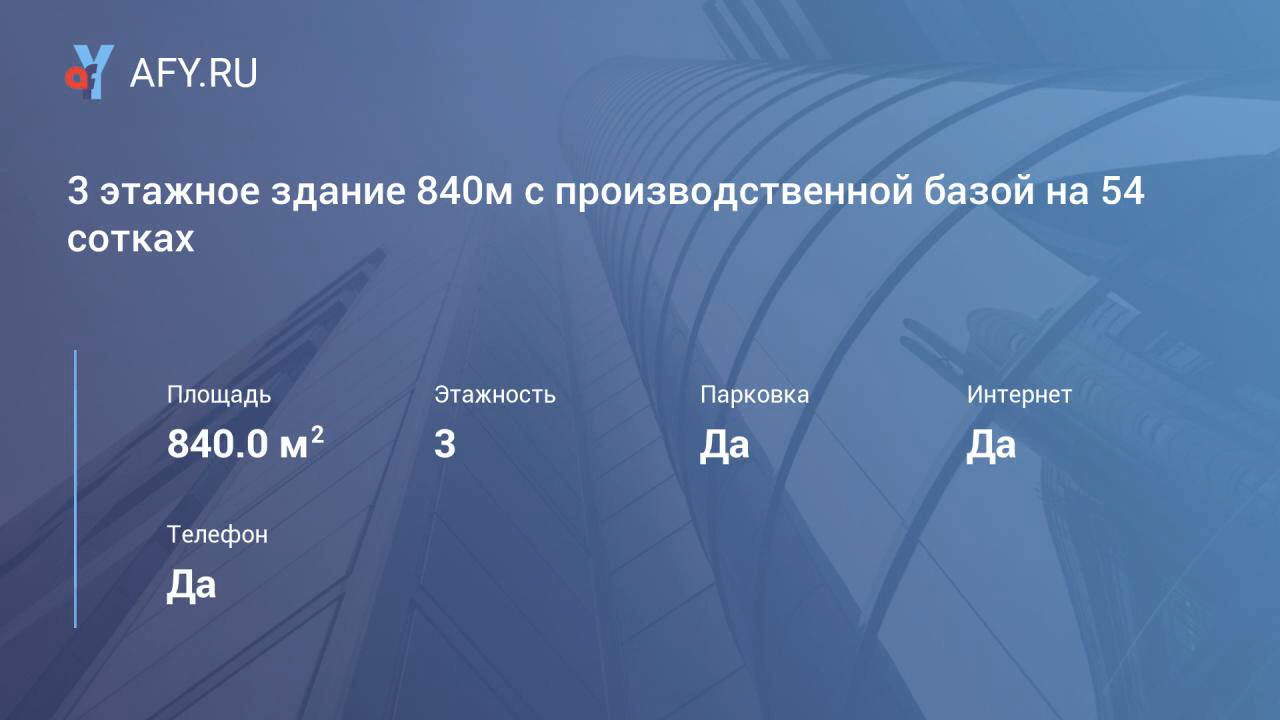 afy AFY.RU
3 этажное здание 840м с производственной базой на 54
сотках
Площадь
840.0 м²
Этажность
3
Парковка
Да
Интернет
Да
Телефон
Да